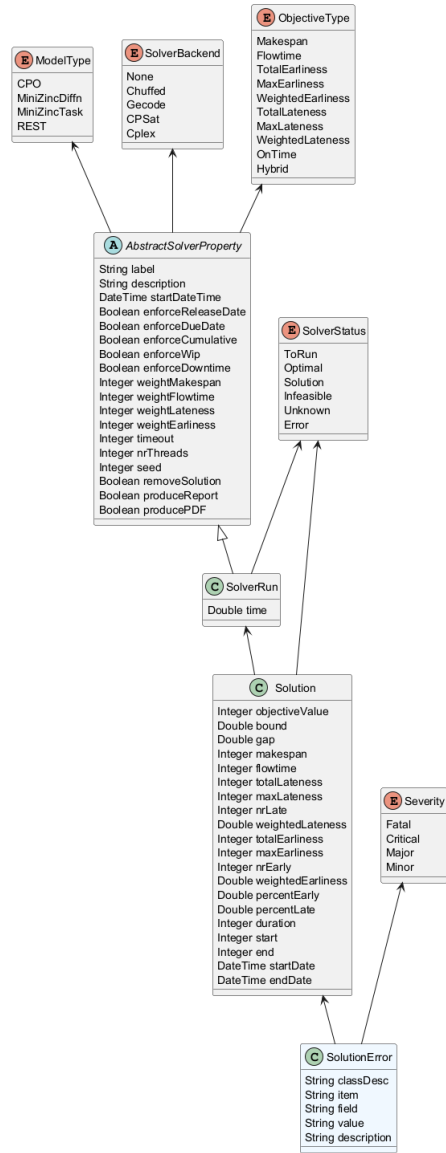 E ObjectiveType
Makespan
Flowtime
TotalEarliness
MaxEarliness
WeightedEarliness
TotalLateness
MaxLateness
WeightedLateness
OnTime
Hybrid
E SolverBackend
None
Chuffed
Gecode
CPSat
Cplex
E ModelType
CPO
MiniZincDiffn
MiniZincTask
REST
A AbstractSolverProperty
String label
String description
DateTime startDateTime
Boolean enforceReleaseDate
Boolean enforceDueDate
Boolean enforceCumulative
Boolean enforceWip
Boolean enforceDowntime
Integer weightMakespan
Integer weightFlowtime
Integer weightLateness
Integer weightEarliness
Integer timeout
Integer nrThreads
Integer seed
Boolean removeSolution
Boolean produceReport
Boolean producePDF
E SolverStatus
ToRun
Optimal
Solution
Infeasible
Unknown
Error
C SolverRun
Double time
C Solution
Integer objectiveValue
Double bound
Double gap
Integer makespan
Integer flowtime
Integer totalLateness
Integer maxLateness
Integer nrLate
Double weightedLateness
Integer totalEarliness
Integer maxEarliness
Integer nrEarly
Double weightedEarliness
Double percentEarly
Double percentLate
Integer duration
Integer start
Integer end
DateTime startDate
DateTime endDate
E Severity
Fatal
Critical
Major
Minor
C SolutionError
String classDesc
String item
String field
String value
String description